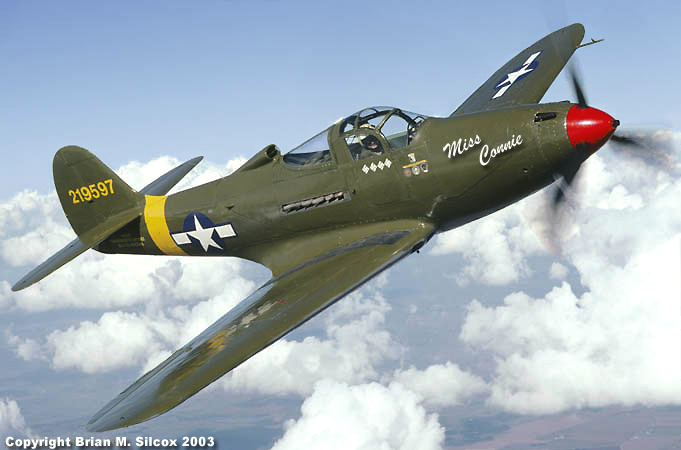 Miss
Connie
219597
Copyright Brian M. Silcox 2003